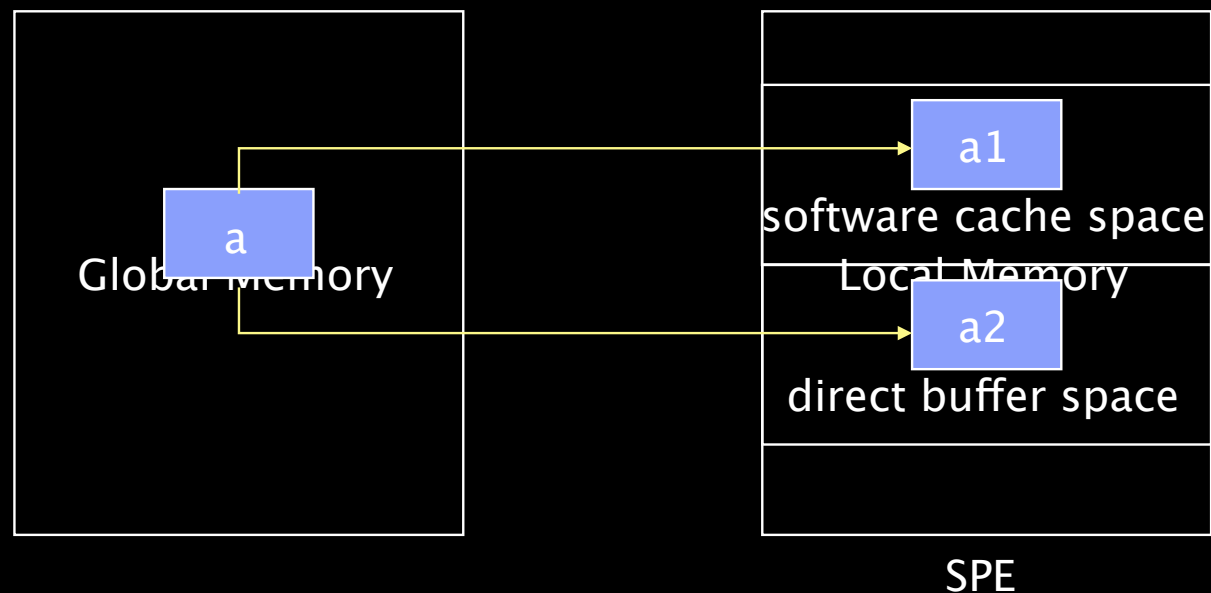 a1
software cache space
a
Global Memory
Local Memory
a2
direct buffer space
SPE